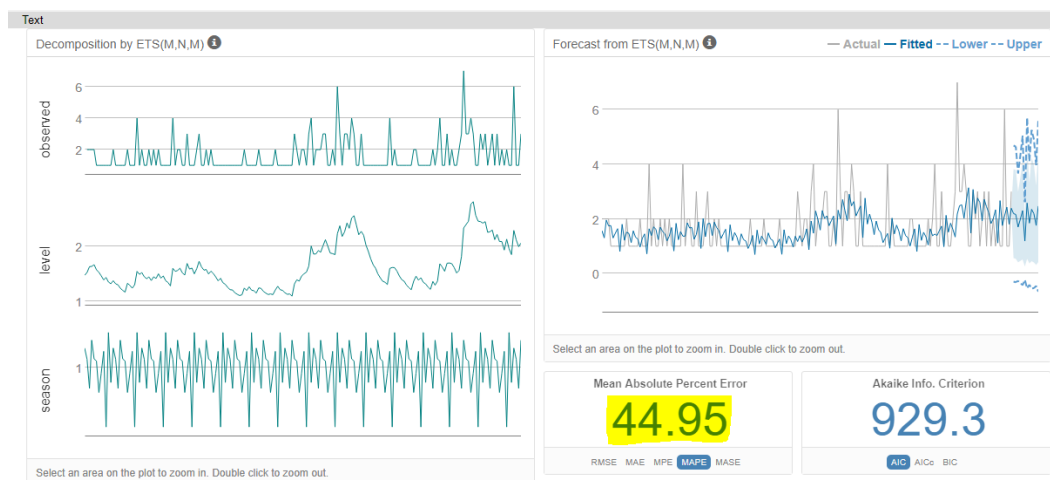 Text
Decomposition by ETS(M,N,M)
observed
6
4
2
level
2
1
season
1
Select an area on the plot to zoom in. Double click to zoom out.
Forecast from ETS(M,N,M)
Actual Fitted Lower Upper
6
4
2
0
Select an area on the plot to zoom in. Double click to zoom out.
Mean Absolute Percent Error
44.95
RMSE MAE MPE MAPE MASE
Akaike Info. Criterion
929.3
AIC AICc BIC